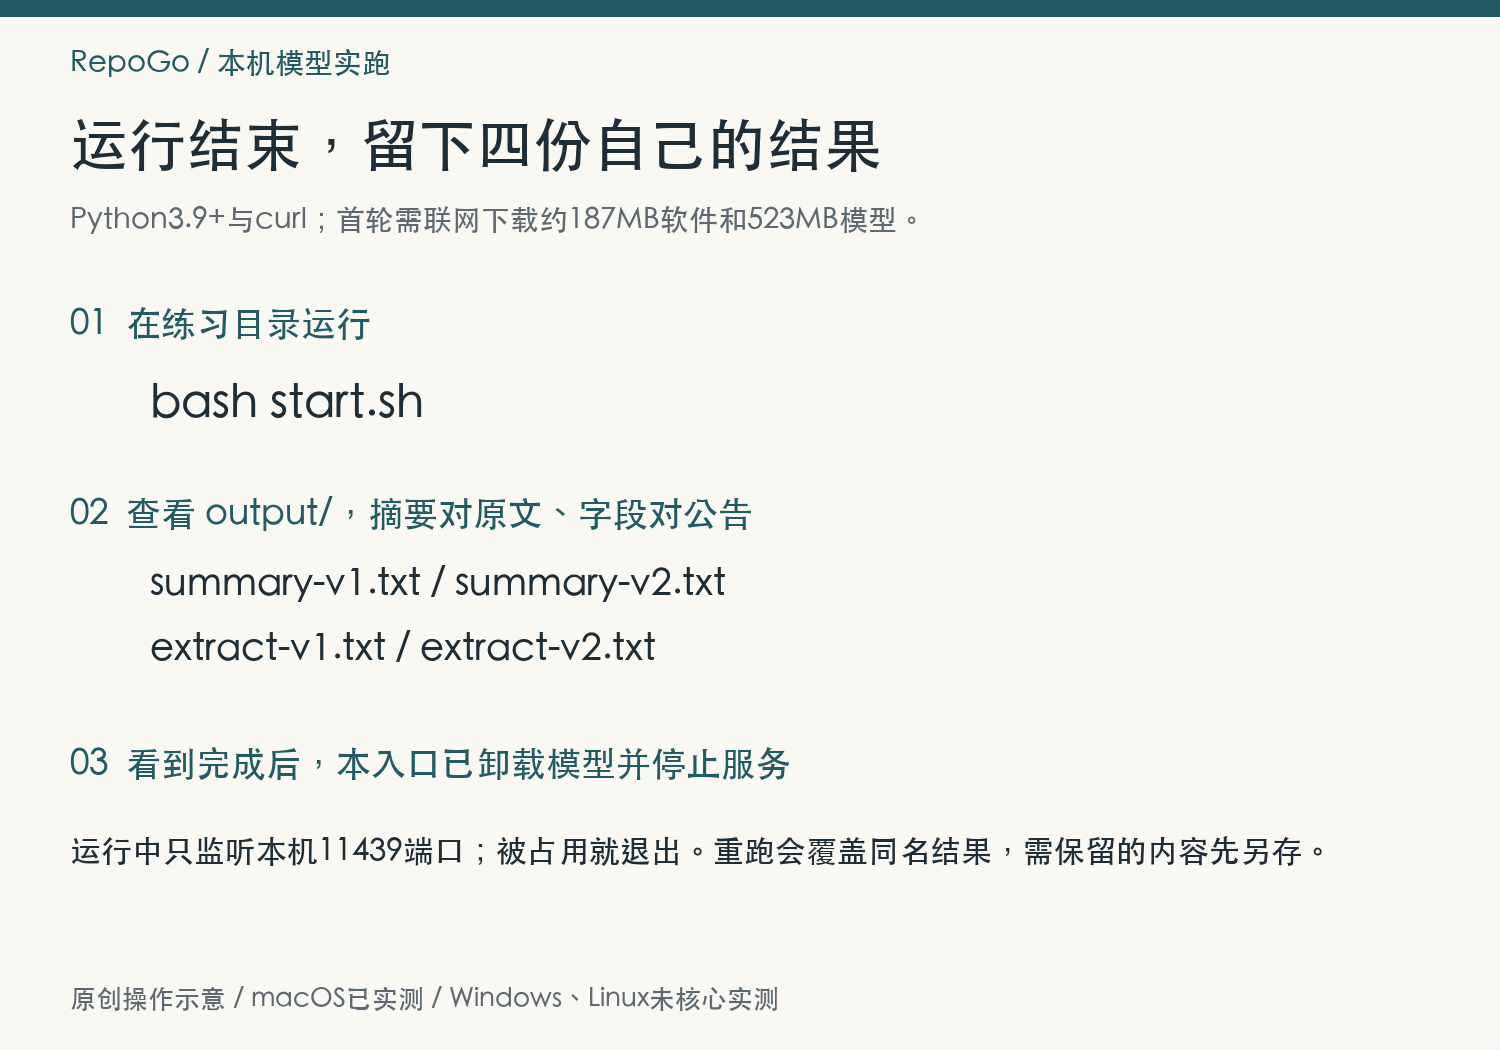 RepoGo / 本机模型实跑
运行结束，留下四份自己的结果
Python3.9+与curl；首轮需联网下载约187MB软件和523MB模型。
01 在练习目录运行
bash start.sh
02 查看 output/，摘要对原文、字段对公告
summary-v1.txt / summary-v2.txt
extract-v1.txt / extract-v2.txt
03 看到完成后，本入口已卸载模型并停止服务
运行中只监听本机11439端口；被占用就退出。重跑会覆盖同名结果，需保留的内容先另存。
原创操作示意 / macOS已实测 / Windows、Linux未核心实测